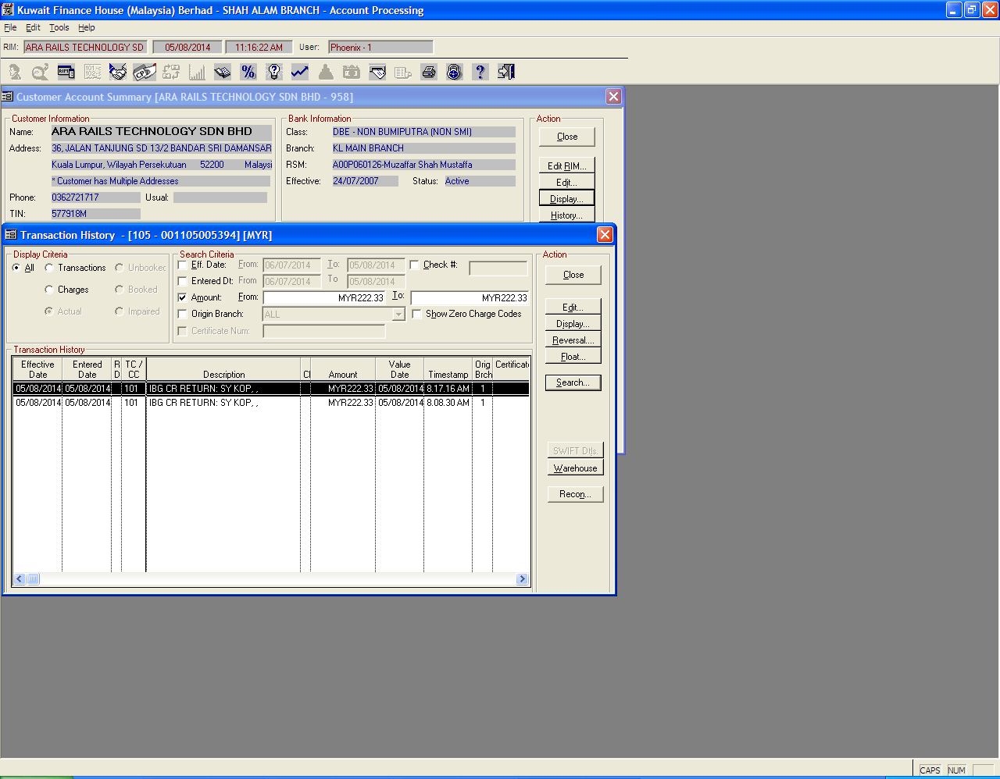 Kuwait Finance House (Malaysia) Berhad - SHAH ALAM BRANCH - Account Processing
File Edit Tools Help
RIM: ARA RAILS TECHNOLOGY SD 05/08/2014 11:16:22 AM User: Phoenix - 1
Customer Account Summary [ARA RAILS TECHNOLOGY SDN BHD - 958]
Customer Information Bank Information Action
Name: ARA RAILS TECHNOLOGY SDN BHD Class: DBE - NON BUMIPUTRA (NON SMI) Close
Address: 36, JALAN TANJUNG SD 13/2 BANDAR SRI DAMANSAR Branch: KL MAIN BRANCH
Kuala Lumpur, Wilayah Persekutuan 52200 Malaysi RSM: A00P060126-Muzaffar Shah Mustaffa Edit RIM...
* Customer has Multiple Addresses Effective: 24/07/2007 Status: Active Edit...
Phone: 0362721717 Usual: Display...
TIN: 577918M History...
Transaction History - [105 - 001105005394] [MYR]
Display Criteria Search Criteria Action
All Transactions Unbooked Eff. Date: From: 06/07/2014 To: 05/08/2014 Check #: Close
Entered Dt: From 06/07/2014 To 05/08/2014
Charges Booked Amount: From: MYR222.33 To: MYR222.33 Edit...
Actual Impaired Origin Branch: ALL Show Zero Charge Codes Display...
Certificate Num: Reversal....
Transaction History Float...
Effective Date Entered Date R D TC / CC Description Cl Amount Value Date Timestamp Orig Brch Certificate
05/08/2014 05/08/2014 101 IBG CR RETURN: SY KOP, , MYR222.33 05/08/2014 8.17.16 AM 1 Search...
05/08/2014 05/08/2014 101 IBG CR RETURN: SY KOP, , MYR222.33 05/08/2014 8.08.30 AM 1
SWIFT Dtls.
Warehouse
Recon...
CAPS NUM